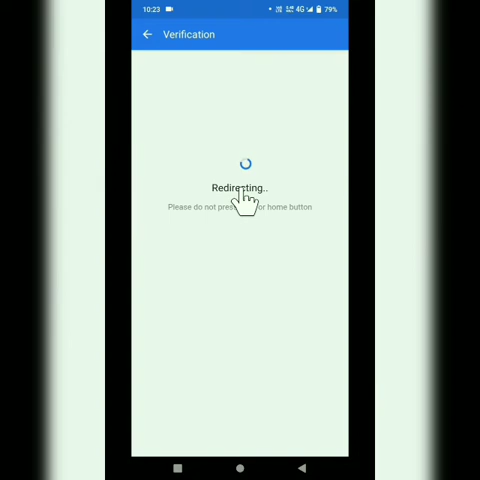 10:23 4G 79%
Verification
Redirecting..
Please do not press or home button